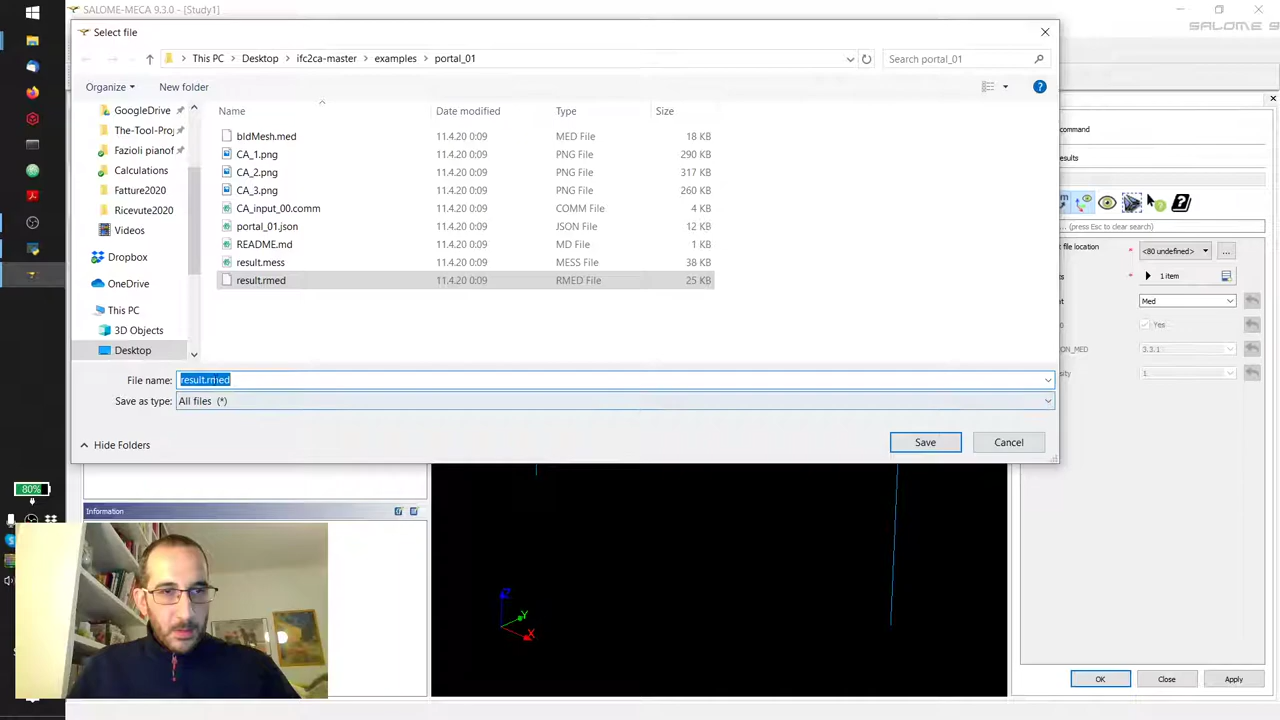 SALOME-MECA 9.3.0 - [Study1]
SALOME 9
Select file
This PC > Desktop > ifc2ca-master > examples > portal_01
Search portal_01
Organize
New folder
Name
Date modified
Type
Size
GoogleDrive
The-Tool-Proj
Fazioli pianof
Calculations
Fatture2020
Ricevute2020
Videos
Dropbox
OneDrive
This PC
3D Objects
Desktop
bldMesh.med 11.4.20 0:09 MED File 18 KB
CA_1.png 11.4.20 0:09 PNG File 290 KB
CA_2.png 11.4.20 0:09 PNG File 317 KB
CA_3.png 11.4.20 0:09 PNG File 260 KB
CA_input_00.comm 11.4.20 0:09 COMM File 4 KB
portal_01.json 11.4.20 0:09 JSON File 12 KB
README.md 11.4.20 0:09 MD File 1 KB
result.mess 11.4.20 0:09 MESS File 38 KB
result.rmed 11.4.20 0:09 RMED File 25 KB
File name: result.rmed
Save as type: All files (*)
Hide Folders
Save
Cancel
command
results
... (press Esc to clear search)
file location
<80 undefined>
...
1 item
Med
Yes
ON_MED
3.3.1
1
Information
80%
Z
Y
X
OK
Close
Apply